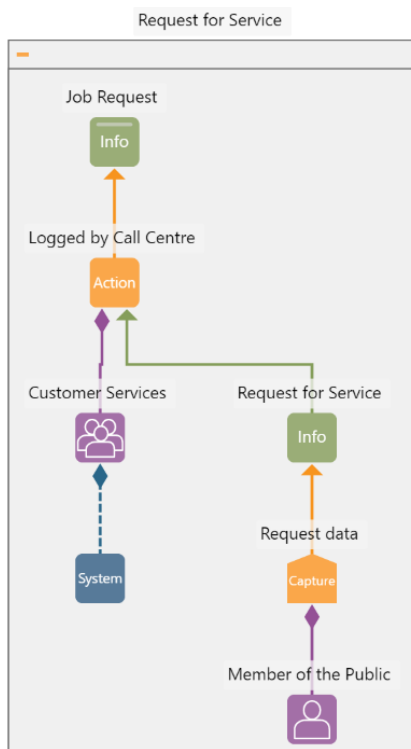 Request for Service
Job Request
Info
Logged by Call Centre
Action
Customer Services
Request for Service
Info
Request data
System
Capture
Member of the Public